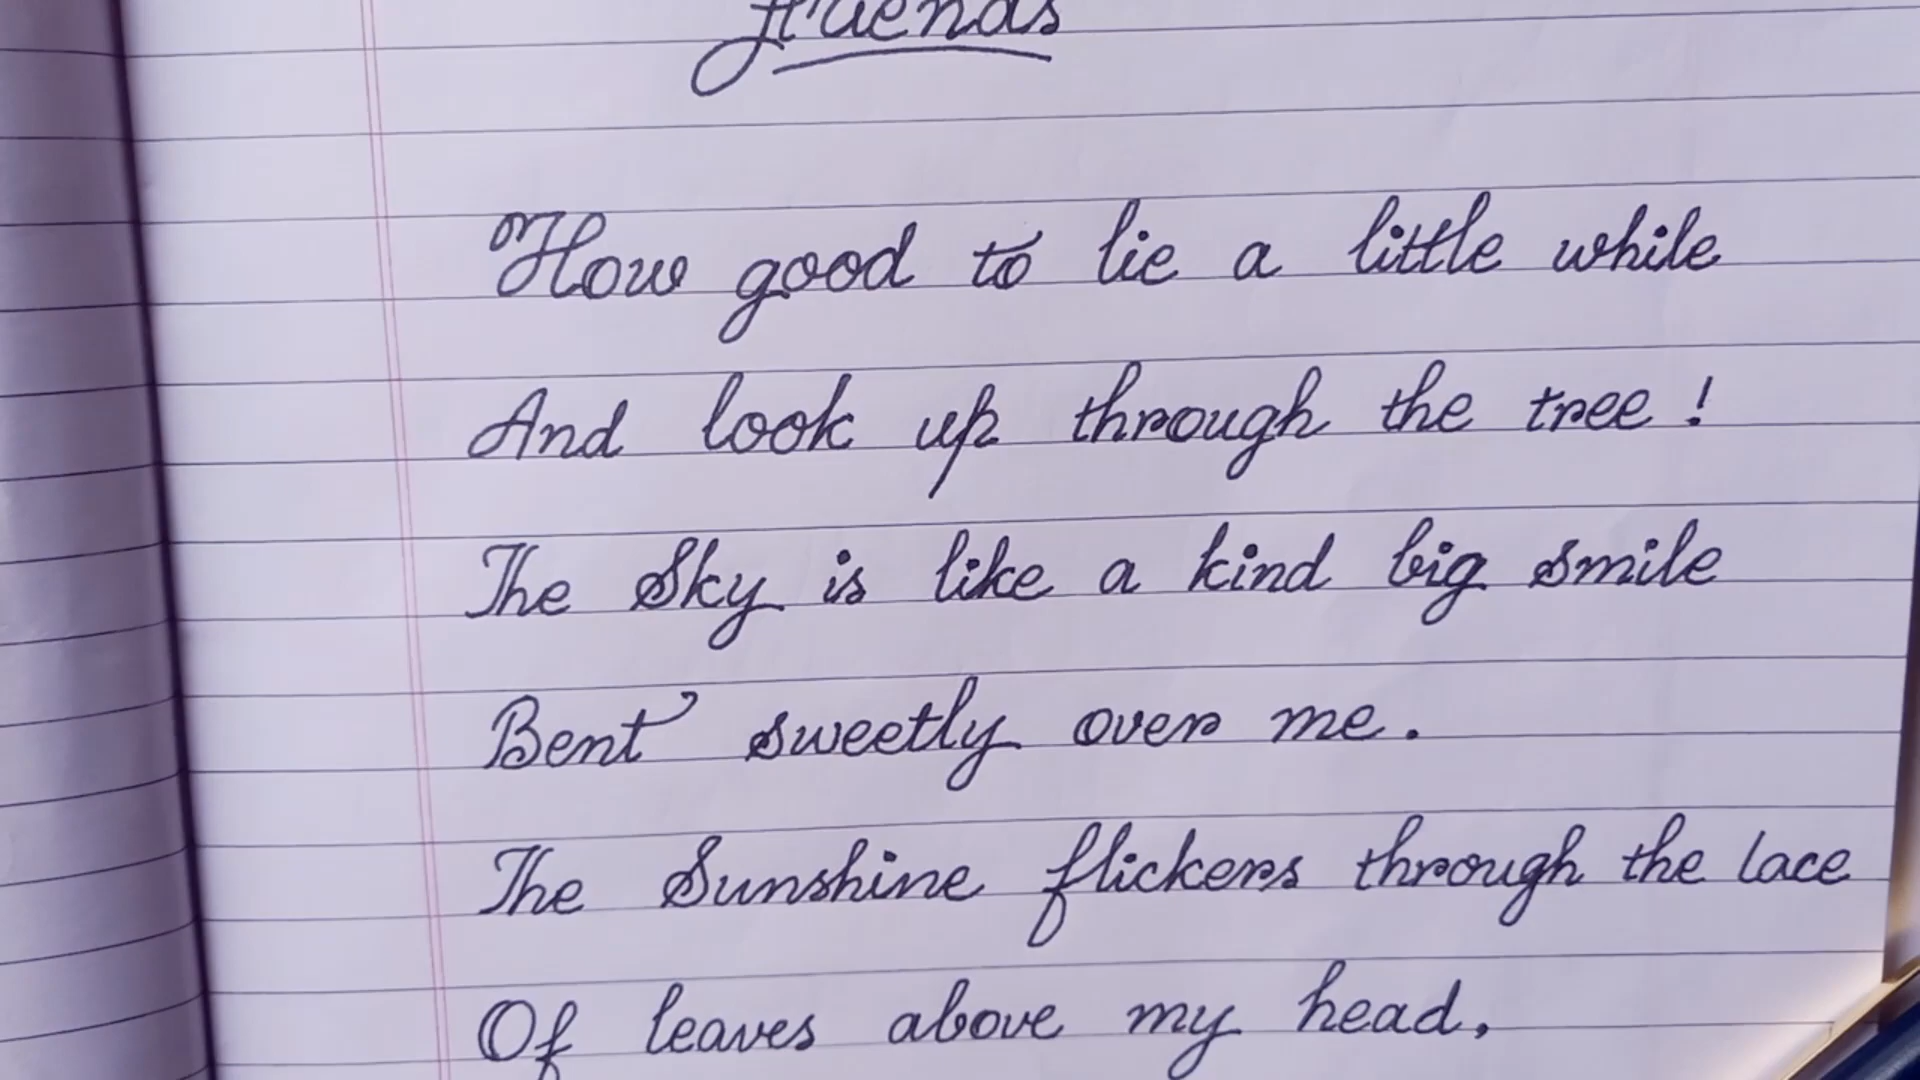 friends
How good to lie a little while
And look up through the tree!
The Sky is like a kind big smile
Bent sweetly over me.
The Sunshine flickers through the lace
Of leaves above my head,